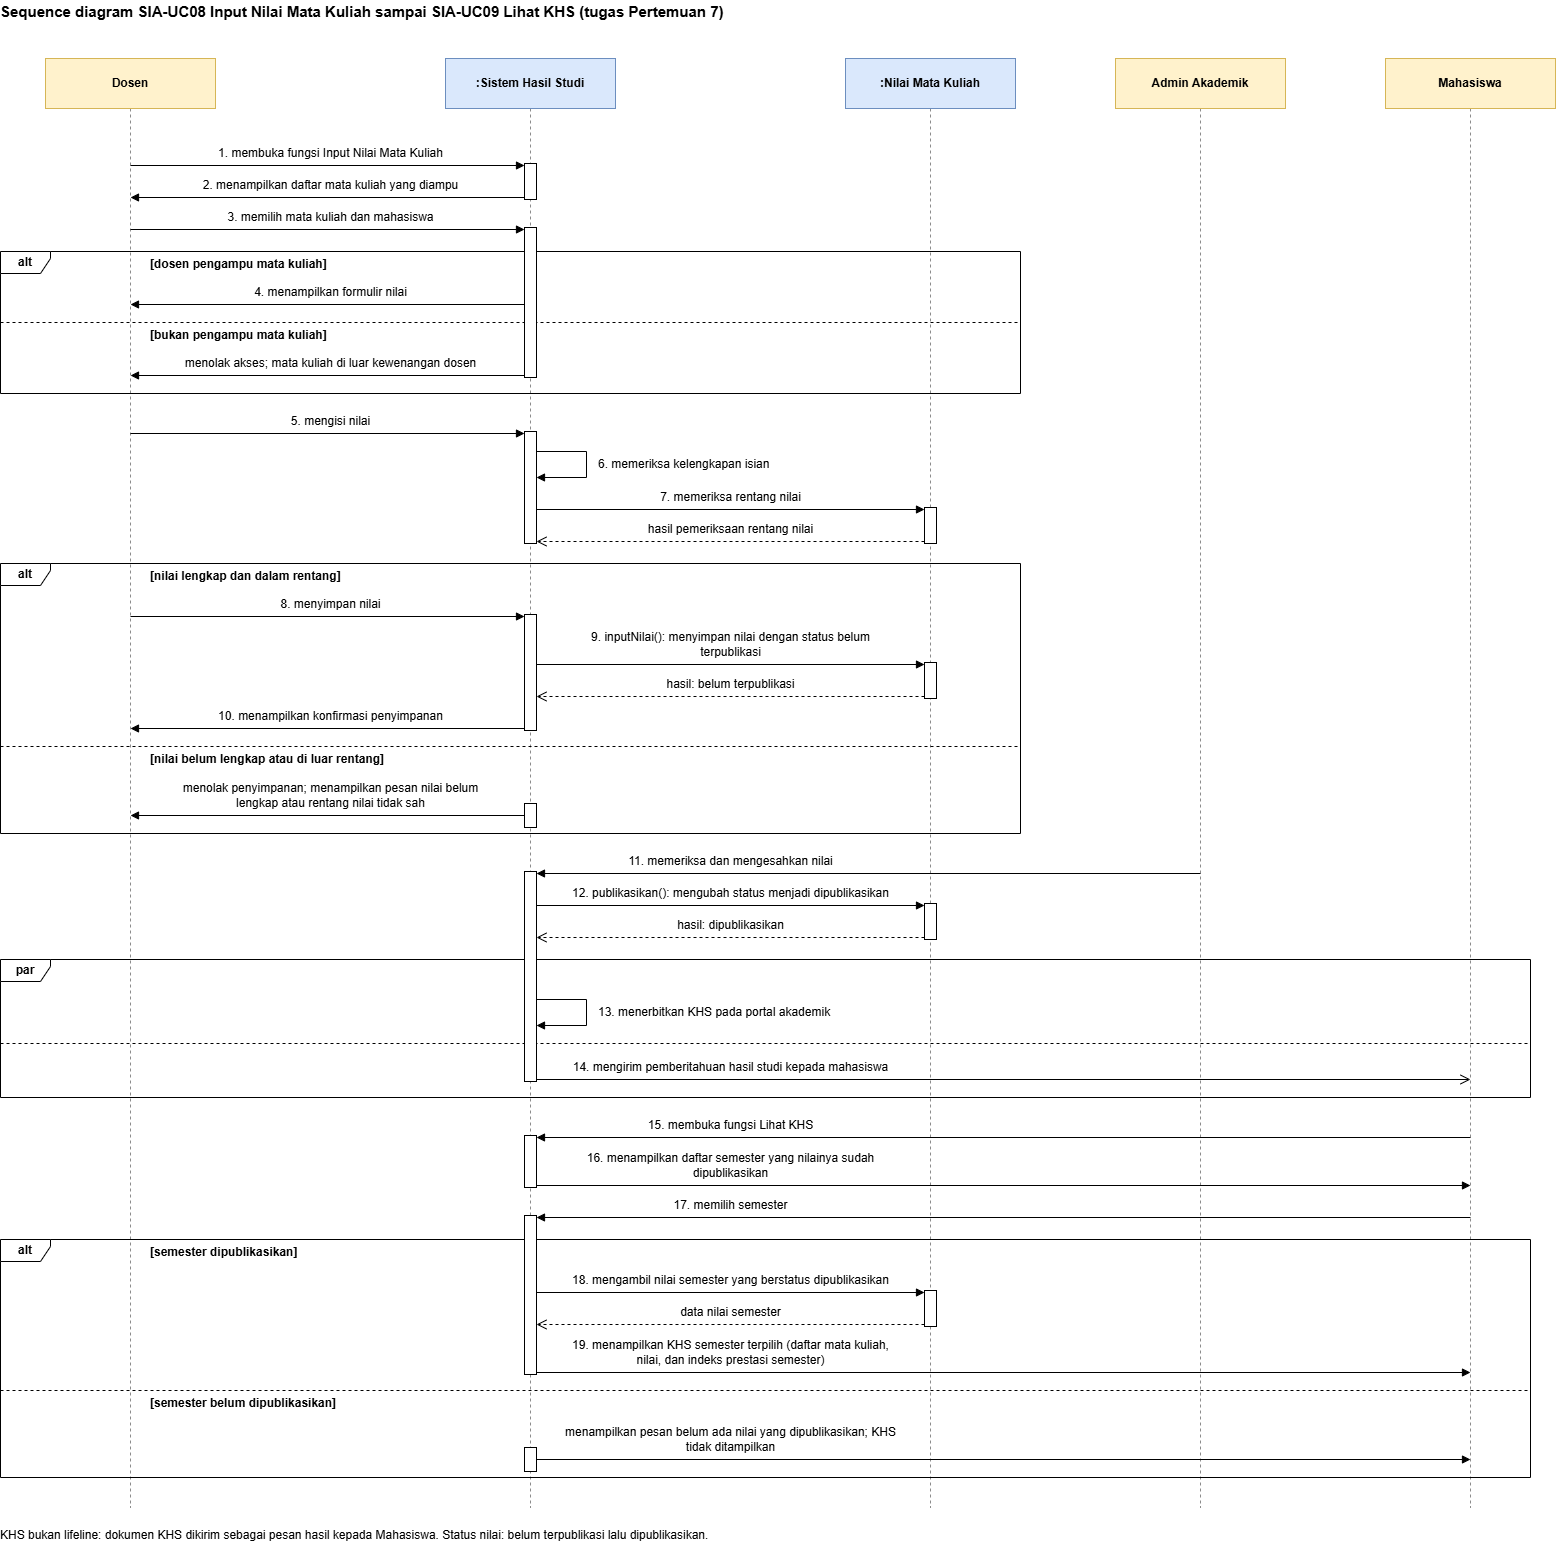 Sequence diagram SIA-UC08 Input Nilai Mata Kuliah sampai SIA-UC09 Lihat KHS (tugas Pertemuan 7)
Dosen
:Sistem Hasil Studi
:Nilai Mata Kuliah
Admin Akademik
Mahasiswa
1. membuka fungsi Input Nilai Mata Kuliah
2. menampilkan daftar mata kuliah yang diampu
3. memilih mata kuliah dan mahasiswa
alt
[dosen pengampu mata kuliah]
4. menampilkan formulir nilai
[bukan pengampu mata kuliah]
menolak akses; mata kuliah di luar kewenangan dosen
5. mengisi nilai
6. memeriksa kelengkapan isian
7. memeriksa rentang nilai
hasil pemeriksaan rentang nilai
alt
[nilai lengkap dan dalam rentang]
8. menyimpan nilai
9. inputNilai(): menyimpan nilai dengan status belum
terpublikasi
hasil: belum terpublikasi
10. menampilkan konfirmasi penyimpanan
[nilai belum lengkap atau di luar rentang]
menolak penyimpanan; menampilkan pesan nilai belum
lengkap atau rentang nilai tidak sah
11. memeriksa dan mengesahkan nilai
12. publikasikan(): mengubah status menjadi dipublikasikan
hasil: dipublikasikan
par
13. menerbitkan KHS pada portal akademik
14. mengirim pemberitahuan hasil studi kepada mahasiswa
15. membuka fungsi Lihat KHS
16. menampilkan daftar semester yang nilainya sudah
dipublikasikan
17. memilih semester
alt
[semester dipublikasikan]
18. mengambil nilai semester yang berstatus dipublikasikan
data nilai semester
19. menampilkan KHS semester terpilih (daftar mata kuliah,
nilai, dan indeks prestasi semester)
[semester belum dipublikasikan]
menampilkan pesan belum ada nilai yang dipublikasikan; KHS
tidak ditampilkan
KHS bukan lifeline: dokumen KHS dikirim sebagai pesan hasil kepada Mahasiswa. Status nilai: belum terpublikasi lalu dipublikasikan.